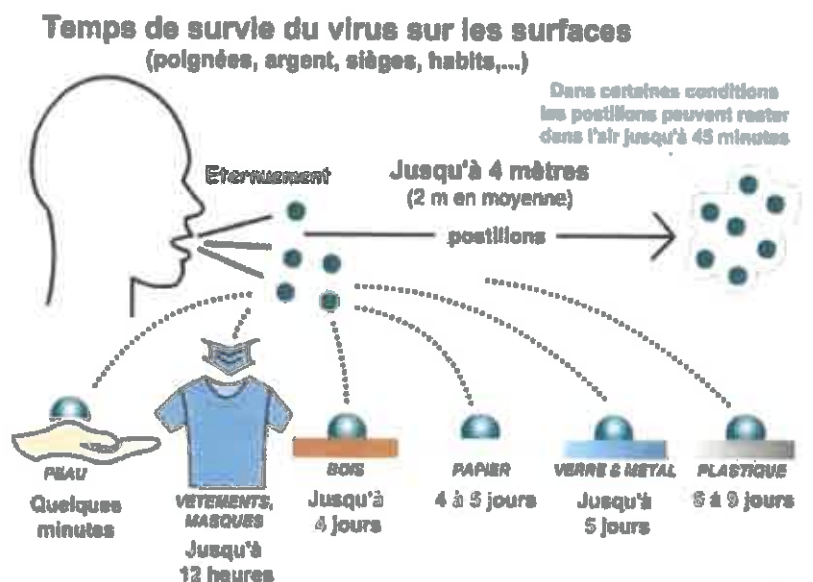 Temps de survie du virus sur les surfaces
(poignées, argent, sièges, habits,...)
Dans certaines conditions
les postillons peuvent rester
dans l'air jusqu'à 45 minutes
Eternuement
Jusqu'à 4 mètres
(2 m en moyenne)
postillons
PEAU
Quelques
minutes
VETEMENTS,
MASQUES
Jusqu'à
12 heures
BOIS
Jusqu'à
4 jours
PAPIER
4 à 5 jours
VERRE & METAL
Jusqu'à
5 jours
PLASTIQUE
à 9 jours